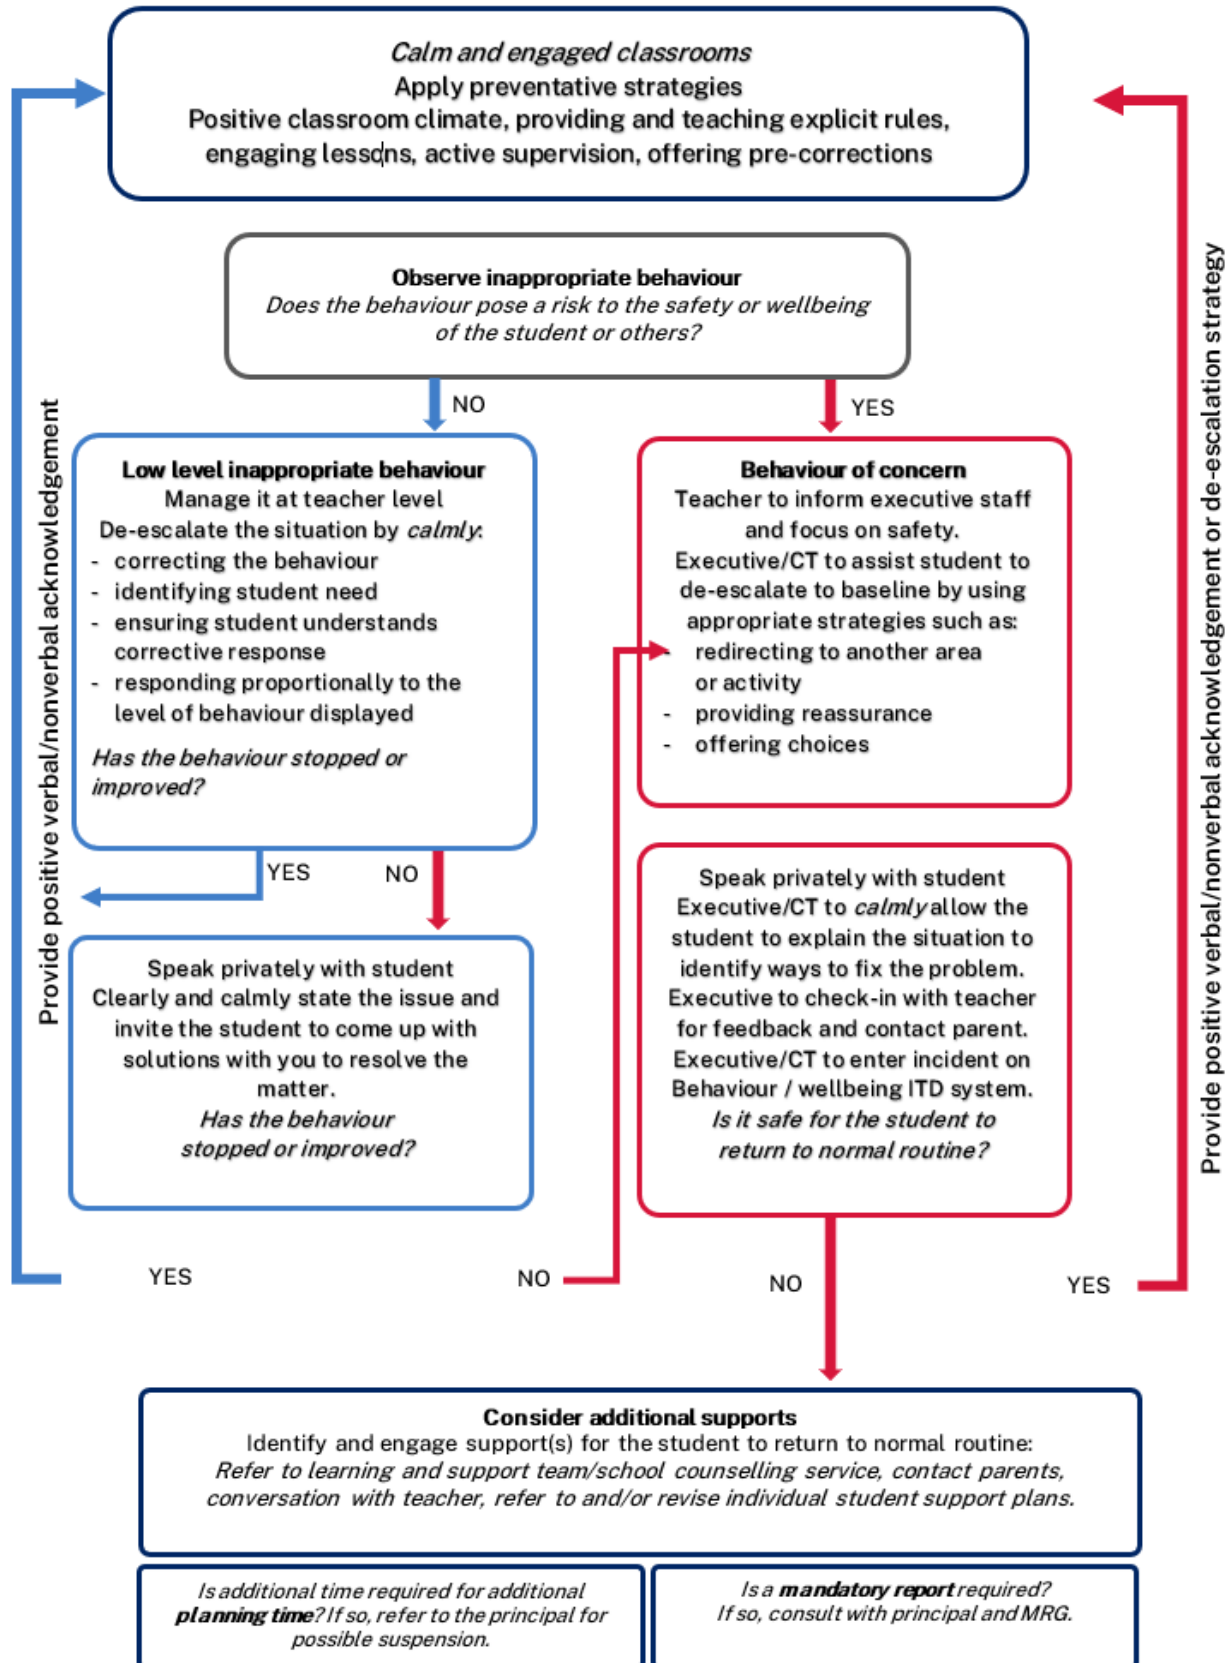 Calm and engaged classrooms
Apply preventative strategies
Positive classroom climate, providing and teaching explicit rules,
engaging lessons, active supervision, offering pre-corrections
Observe inappropriate behaviour
Does the behaviour pose a risk to the safety or wellbeing
of the student or others?
NO
YES
Low level inappropriate behaviour
Manage it at teacher level
De-escalate the situation by calmly:
- correcting the behaviour
- identifying student need
- ensuring student understands
corrective response
- responding proportionally to the
level of behaviour displayed
Has the behaviour stopped or
improved?
Behaviour of concern
Teacher to inform executive staff
and focus on safety.
Executive/CT to assist student to
de-escalate to baseline by using
appropriate strategies such as:
- redirecting to another area
or activity
- providing reassurance
- offering choices
YES
NO
Speak privately with student
Clearly and calmly state the issue and
invite the student to come up with
solutions with you to resolve the
matter.
Has the behaviour
stopped or improved?
Speak privately with student
Executive/CT to calmly allow the
student to explain the situation to
identify ways to fix the problem.
Executive to check-in with teacher
for feedback and contact parent.
Executive/CT to enter incident on
Behaviour / wellbeing ITD system.
Is it safe for the student to
return to normal routine?
YES
NO
NO
YES
Provide positive verbal/nonverbal acknowledgement
Provide positive verbal/nonverbal acknowledgement or de-escalation strategy
Consider additional supports
Identify and engage support(s) for the student to return to normal routine:
Refer to learning and support team/school counselling service, contact parents,
conversation with teacher, refer to and/or revise individual student support plans.
Is additional time required for additional
planning time? If so, refer to the principal for
possible suspension.
Is a mandatory report required?
If so, consult with principal and MRG.